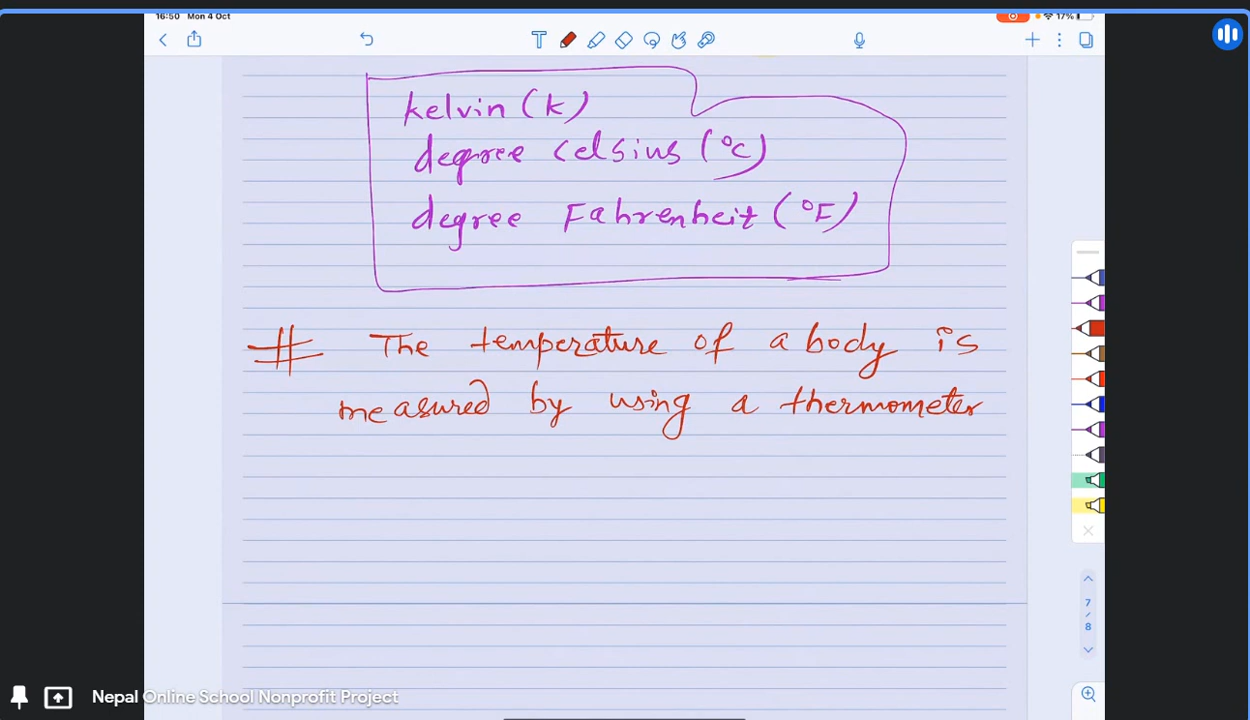 16:50 Mon 4 Oct
17%
kelvin (k)
degree celsius (°C)
degree Fahrenheit (°F)
# The temperature of a body is
measured by using a thermometer
7
/
8
Nepal Online School Nonprofit Project